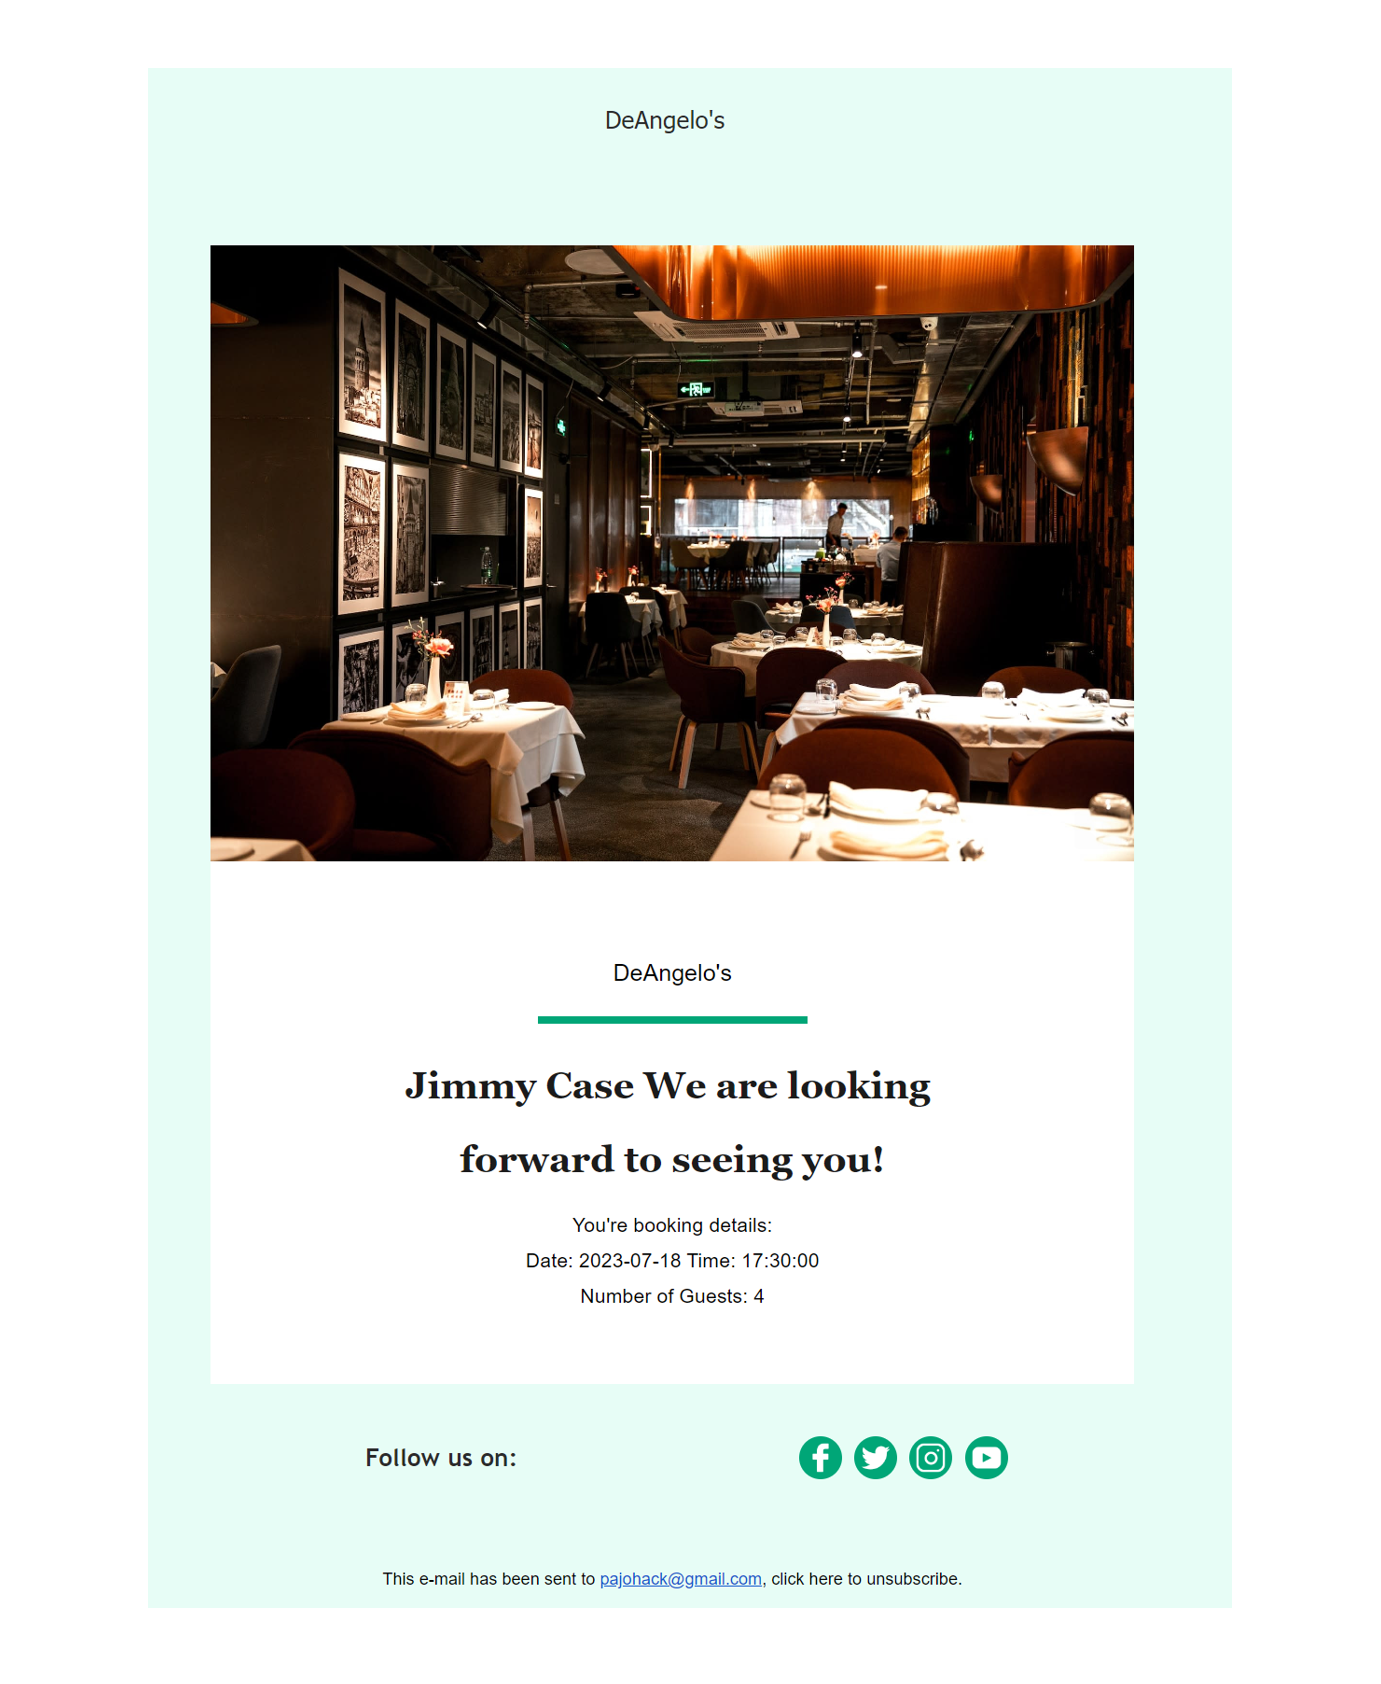 DeAngelo's
DeAngelo's
Jimmy Case We are looking
forward to seeing you!
You're booking details:
Date: 2023-07-18 Time: 17:30:00
Number of Guests: 4
Follow us on:
This e-mail has been sent to pajohack@gmail.com, click here to unsubscribe.